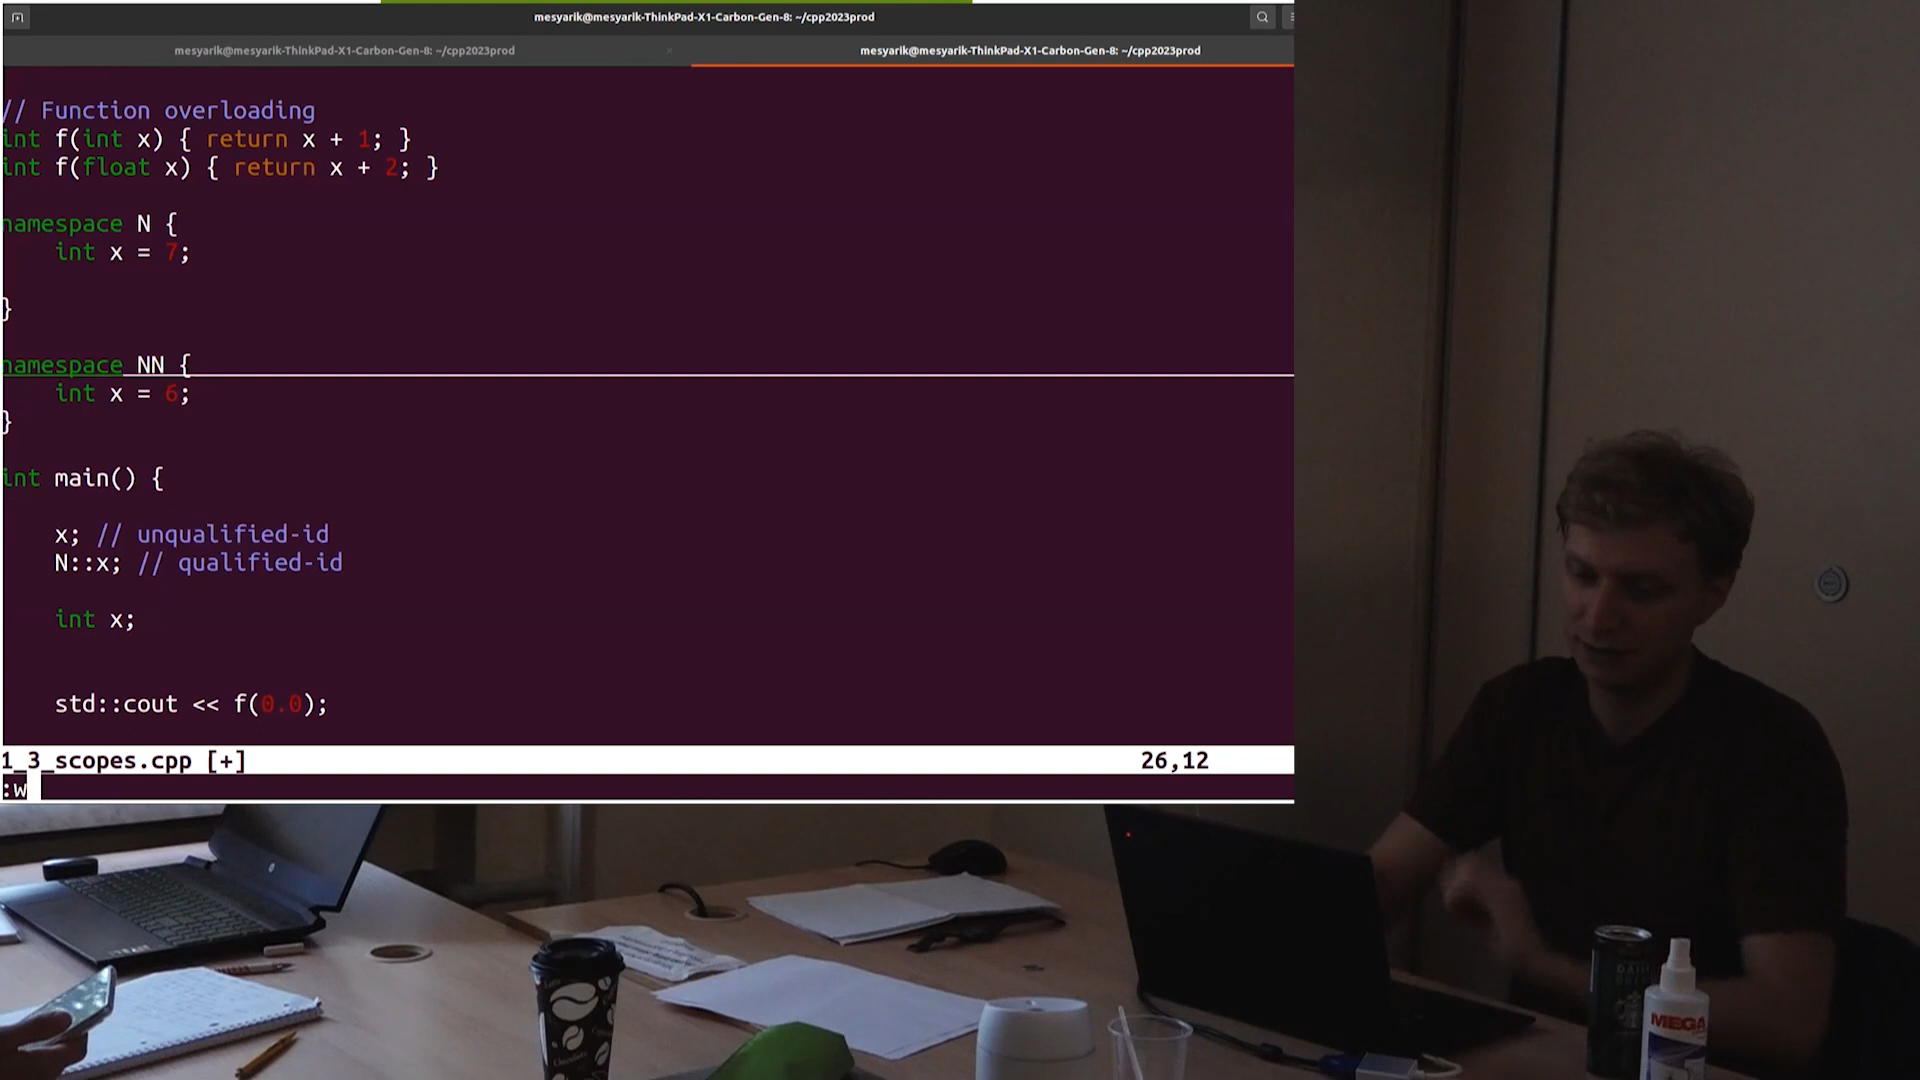 mesyarik@mesyarik-ThinkPad-X1-Carbon-Gen-8: ~/cpp2023prod
mesyarik@mesyarik-ThinkPad-X1-Carbon-Gen-8: ~/cpp2023prod × mesyarik@mesyarik-ThinkPad-X1-Carbon-Gen-8: ~/cpp2023prod
// Function overloading
int f(int x) { return x + 1; }
int f(float x) { return x + 2; }
namespace N {
int x = 7;
}
namespace NN {
int x = 6;
}
int main() {
x; // unqualified-id
N::x; // qualified-id
int x;
std::cout << f(0.0);
1_3_scopes.cpp [+] 26,12
:w
MEGA